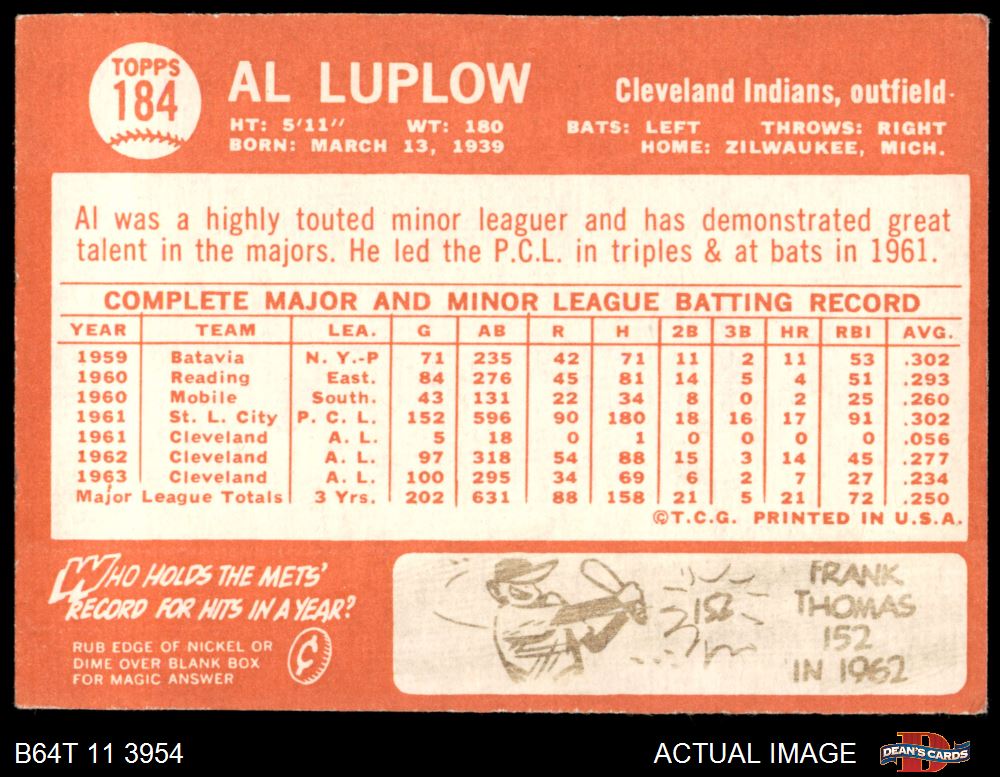 TOPPS
184
AL LUPLOW
Cleveland Indians, outfield
HT: 5'11" WT: 180 BATS: LEFT THROWS: RIGHT
BORN: MARCH 13, 1939 HOME: ZILWAUKEE, MICH.
Al was a highly touted minor leaguer and has demonstrated great
talent in the majors. He led the P.C.L. in triples & at bats in 1961.
COMPLETE MAJOR AND MINOR LEAGUE BATTING RECORD
YEAR TEAM LEA. G AB R H 2B 3B HR RBI AVG.
1959 Batavia N. Y.-P 71 235 42 71 11 2 11 53 .302
1960 Reading East. 84 276 45 81 14 5 4 51 .293
1960 Mobile South. 43 131 22 34 8 0 2 25 .260
1961 St. L. City P. C. L. 152 596 90 180 18 16 17 91 .302
1961 Cleveland A. L. 5 18 0 1 0 0 0 0 .056
1962 Cleveland A. L. 97 318 54 88 15 3 14 45 .277
1963 Cleveland A. L. 100 295 34 69 6 2 7 27 .234
Major League Totals 3 Yrs. 202 631 88 158 21 5 21 72 .250
©T.C.G. PRINTED IN U.S.A.
WHO HOLDS THE METS'
RECORD FOR HITS IN A YEAR?
RUB EDGE OF NICKEL OR
DIME OVER BLANK BOX
FOR MAGIC ANSWER
¢
152
FRANK
THOMAS
152
IN 1962
B64T 11 3954 ACTUAL IMAGE
D
DEAN'S CARDS